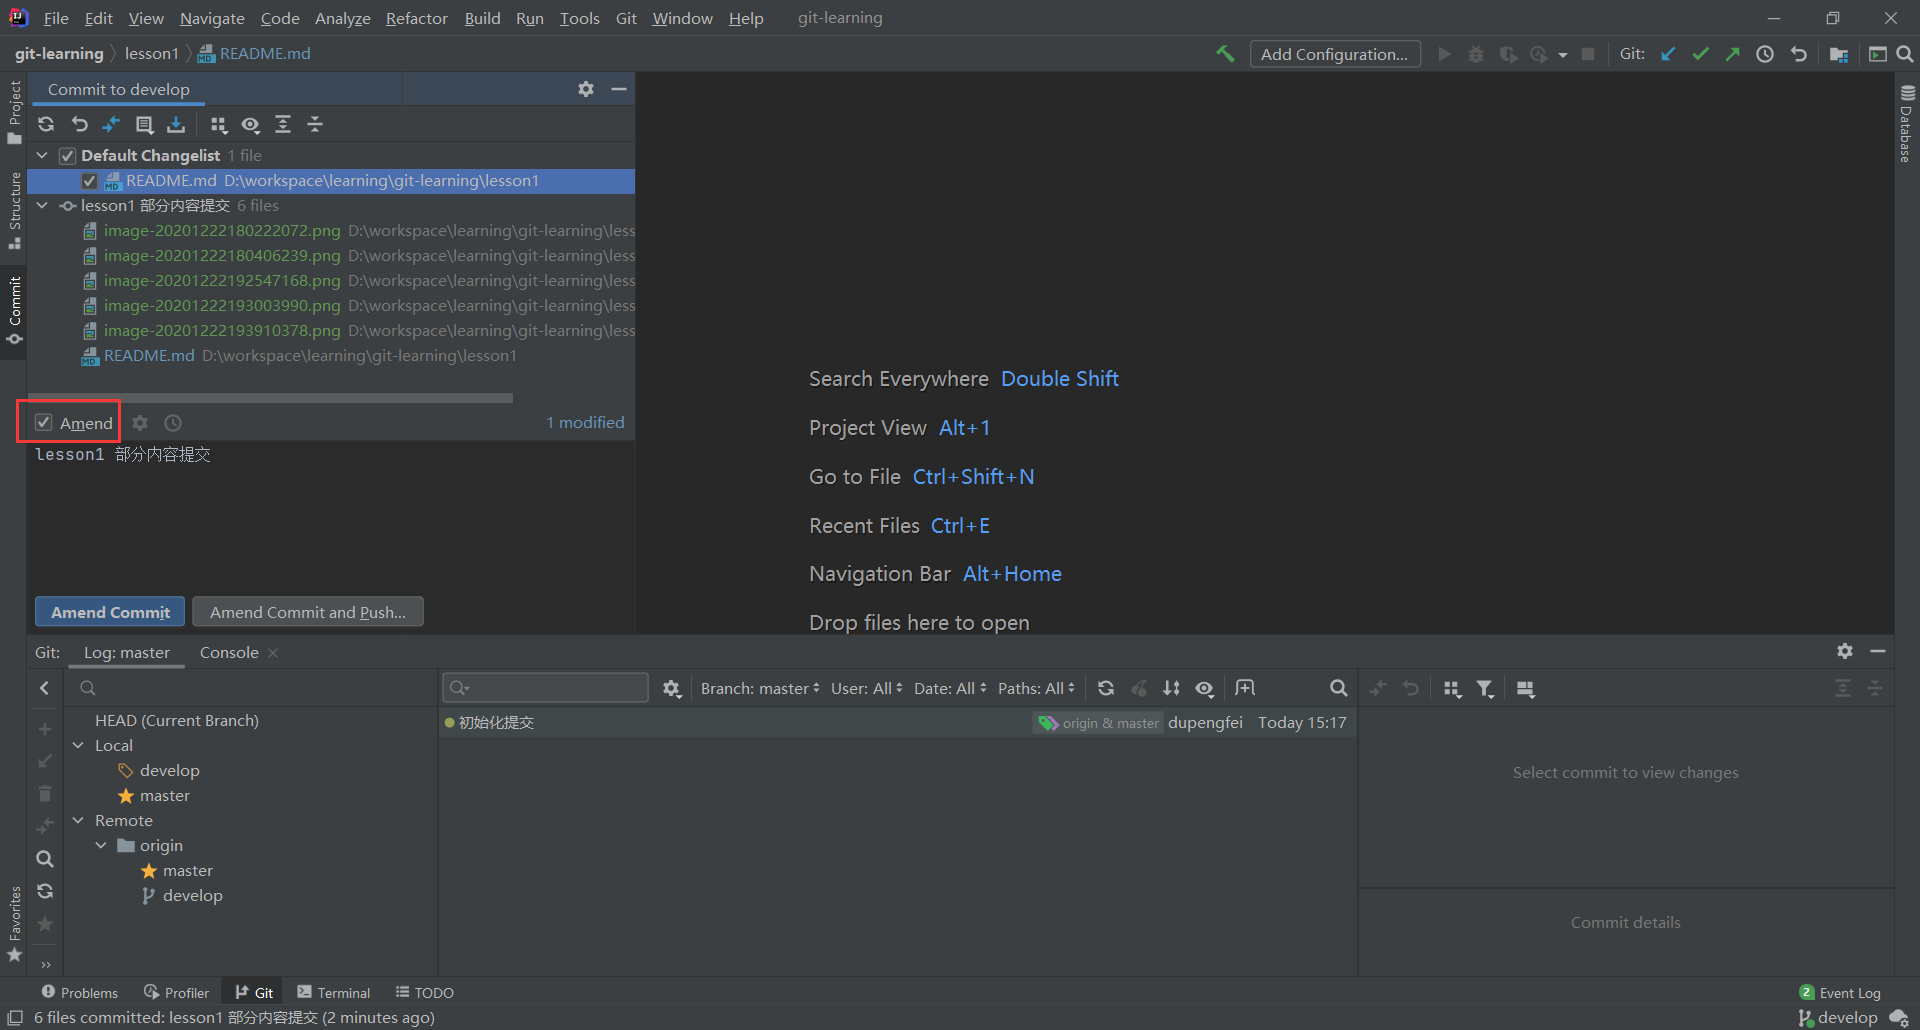 File Edit View Navigate Code Analyze Refactor Build Run Tools Git Window Help git-learning
git-learning lesson1 README.md Add Configuration... Git:
Project
Structure
Commit
Favorites
Database
Commit to develop
Default Changelist 1 file
README.md D:\workspace\learning\git-learning\lesson1
lesson1 部分内容提交 6 files
image-20201222180222072.png D:\workspace\learning\git-learning\less
image-20201222180406239.png D:\workspace\learning\git-learning\less
image-20201222192547168.png D:\workspace\learning\git-learning\less
image-20201222193003990.png D:\workspace\learning\git-learning\less
image-20201222193910378.png D:\workspace\learning\git-learning\less
README.md D:\workspace\learning\git-learning\lesson1
Amend 1 modified
lesson1 部分内容提交
Amend Commit Amend Commit and Push...
Search Everywhere Double Shift
Project View Alt+1
Go to File Ctrl+Shift+N
Recent Files Ctrl+E
Navigation Bar Alt+Home
Drop files here to open
Git: Log: master Console
Branch: master User: All Date: All Paths: All
HEAD (Current Branch)
Local
develop
master
Remote
origin
master
develop
初始化提交 origin & master dupengfei Today 15:17
Select commit to view changes
Commit details
Problems Profiler Git Terminal TODO 2 Event Log
6 files committed: lesson1 部分内容提交 (2 minutes ago) develop